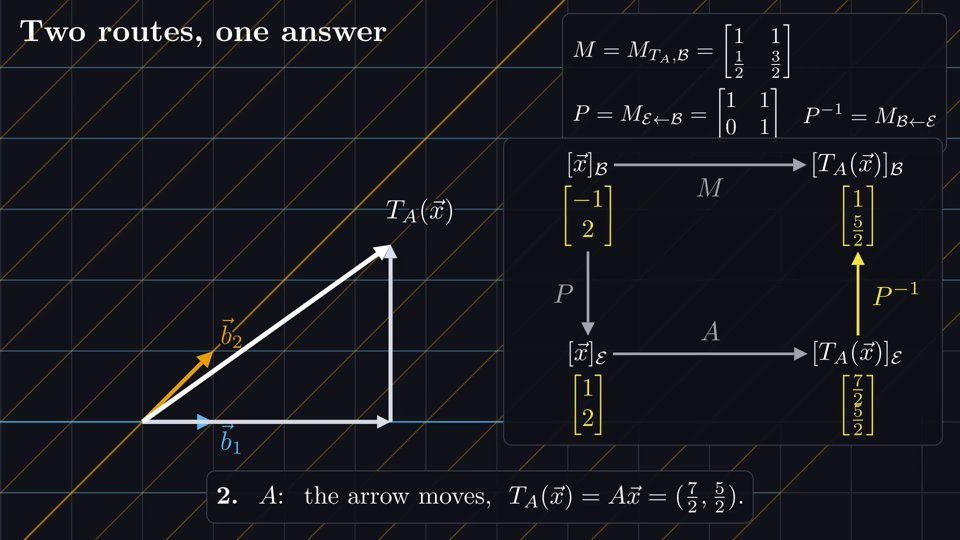 Two routes, one answer
M = M_{T_A,𝓑} = [1 1; 1/2 3/2]
P = M_{𝓔←𝓑} = [1 1; 0 1] P⁻¹ = M_{𝓑←𝓔}
[x⃗]_𝓑 M [T_A(x⃗)]_𝓑
[−1; 2] [1; 5/2]
P P⁻¹
[x⃗]_𝓔 A [T_A(x⃗)]_𝓔
[1; 2] [7/2; 5/2]
T_A(x⃗)
b⃗₂
b⃗₁
2. A: the arrow moves, T_A(x⃗) = Ax⃗ = (7/2, 5/2).